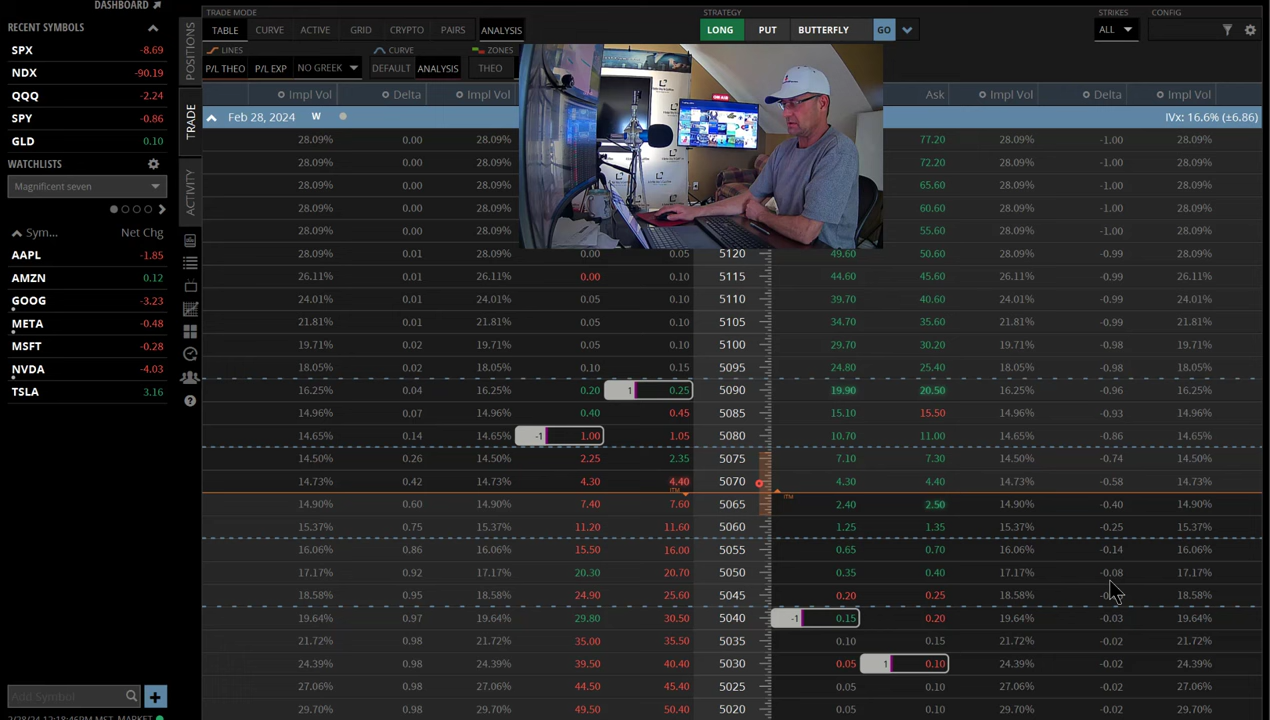 DASHBOARD
TRADE MODE
STRATEGY
STRIKES
CONFIG
RECENT SYMBOLS
TABLE CURVE ACTIVE GRID CRYPTO PAIRS ANALYSIS LONG PUT BUTTERFLY GO ALL
SPX -8.69
NDX -90.19
QQQ -2.24
SPY -0.86
GLD 0.10
WATCHLISTS
Magnificent seven
Sym... Net Chg
AAPL -1.85
AMZN 0.12
GOOG -3.23
META -0.48
MSFT -0.28
NVDA -4.03
TSLA 3.16
Add Symbol
POSITIONS
TRADE
ACTIVITY
LINES CURVE ZONES
P/L THEO P/L EXP NO GREEK DEFAULT ANALYSIS THEO
Impl Vol Delta Impl Vol Ask Impl Vol Delta Impl Vol
Feb 28, 2024 W IVx: 16.6% (±6.86)
28.09% 0.00 28.09% 77.20 28.09% -1.00 28.09%
28.09% 0.00 28.09% 72.20 28.09% -1.00 28.09%
28.09% 0.00 28.09% 65.60 28.09% -1.00 28.09%
28.09% 0.00 28.09% 60.60 28.09% -1.00 28.09%
28.09% 0.00 28.09% 55.60 28.09% -1.00 28.09%
28.09% 0.01 28.09% 0.00 0.05 5120 49.60 50.60 28.09% -0.99 28.09%
26.11% 0.01 26.11% 0.00 0.10 5115 44.60 45.60 26.11% -0.99 26.11%
24.01% 0.01 24.01% 0.05 0.10 5110 39.70 40.60 24.01% -0.99 24.01%
21.81% 0.01 21.81% 0.05 0.10 5105 34.70 35.60 21.81% -0.99 21.81%
19.71% 0.02 19.71% 0.05 0.10 5100 29.70 30.20 19.71% -0.98 19.71%
18.05% 0.02 18.05% 0.10 0.15 5095 24.80 25.40 18.05% -0.98 18.05%
16.25% 0.04 16.25% 0.20 1 0.25 5090 19.90 20.50 16.25% -0.96 16.25%
14.96% 0.07 14.96% 0.40 0.45 5085 15.10 15.50 14.96% -0.93 14.96%
14.65% 0.14 14.65% -1 1.00 1.05 5080 10.70 11.00 14.65% -0.86 14.65%
14.50% 0.26 14.50% 2.25 2.35 5075 7.10 7.30 14.50% -0.74 14.50%
14.73% 0.42 14.73% 4.30 4.40 5070 4.30 4.40 14.73% -0.58 14.73%
ITM ITM
14.90% 0.60 14.90% 7.40 7.60 5065 2.40 2.50 14.90% -0.40 14.90%
15.37% 0.75 15.37% 11.20 11.60 5060 1.25 1.35 15.37% -0.25 15.37%
16.06% 0.86 16.06% 15.50 16.00 5055 0.65 0.70 16.06% -0.14 16.06%
17.17% 0.92 17.17% 20.30 20.70 5050 0.35 0.40 17.17% -0.08 17.17%
18.58% 0.95 18.58% 24.90 25.60 5045 0.20 0.25 18.58% 18.58%
19.64% 0.97 19.64% 29.80 30.50 5040 -1 0.15 0.20 19.64% -0.03 19.64%
21.72% 0.98 21.72% 35.00 35.50 5035 0.10 0.15 21.72% -0.02 21.72%
24.39% 0.98 24.39% 39.50 40.40 5030 0.05 1 0.10 24.39% -0.02 24.39%
27.06% 0.98 27.06% 44.50 45.40 5025 0.05 0.10 27.06% -0.02 27.06%
29.70% 0.98 29.70% 49.50 50.40 5020 0.05 0.10 29.70% -0.02 29.70%